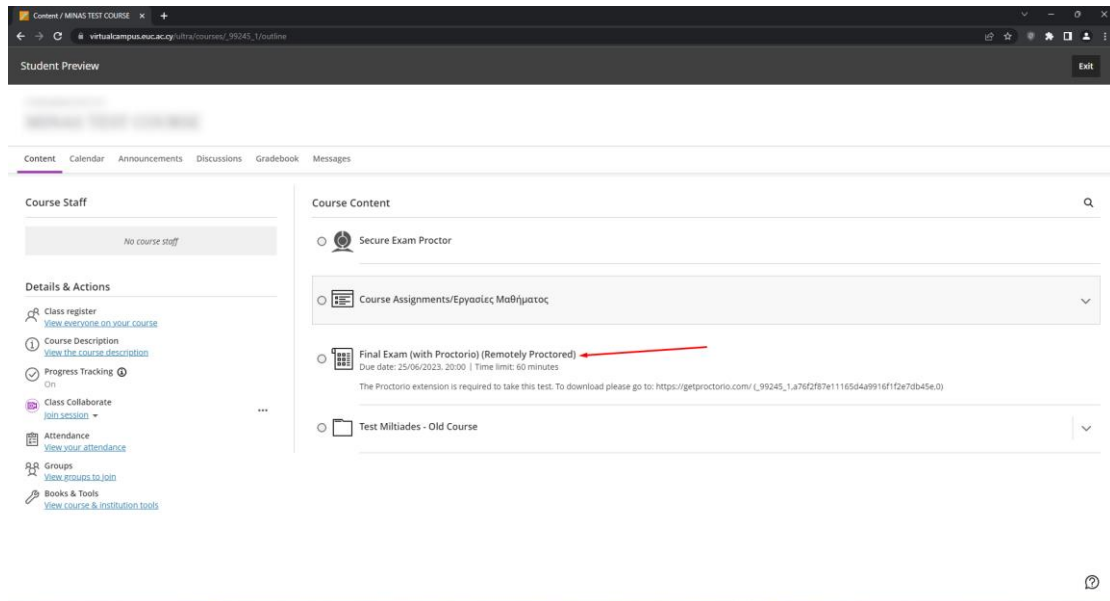 Content / MINAS TEST COURSE
virtualcampus.euc.ac.cy/ultra/courses/_99245_1/outline
Student Preview
Exit
MINAS TEST COURSE
Content Calendar Announcements Discussions Gradebook Messages
Course Staff
No course staff
Details & Actions
Class register
View everyone on your course
Course Description
View the course description
Progress Tracking
On
Class Collaborate
Join session
Attendance
View your attendance
Groups
View groups to join
Books & Tools
View course & institution tools
Course Content
Secure Exam Proctor
Course Assignments/Εργασίες Μαθήματος
Final Exam (with Proctorio) (Remotely Proctored)
Due date: 25/06/2023. 20:00 | Time limit: 60 minutes
The Proctorio extension is required to take this test. To download please go to: https://getproctorio.com/ (_99245_1,a76f2f87e11165d4a9916f1f2e7db45e,0)
Test Miltiades - Old Course